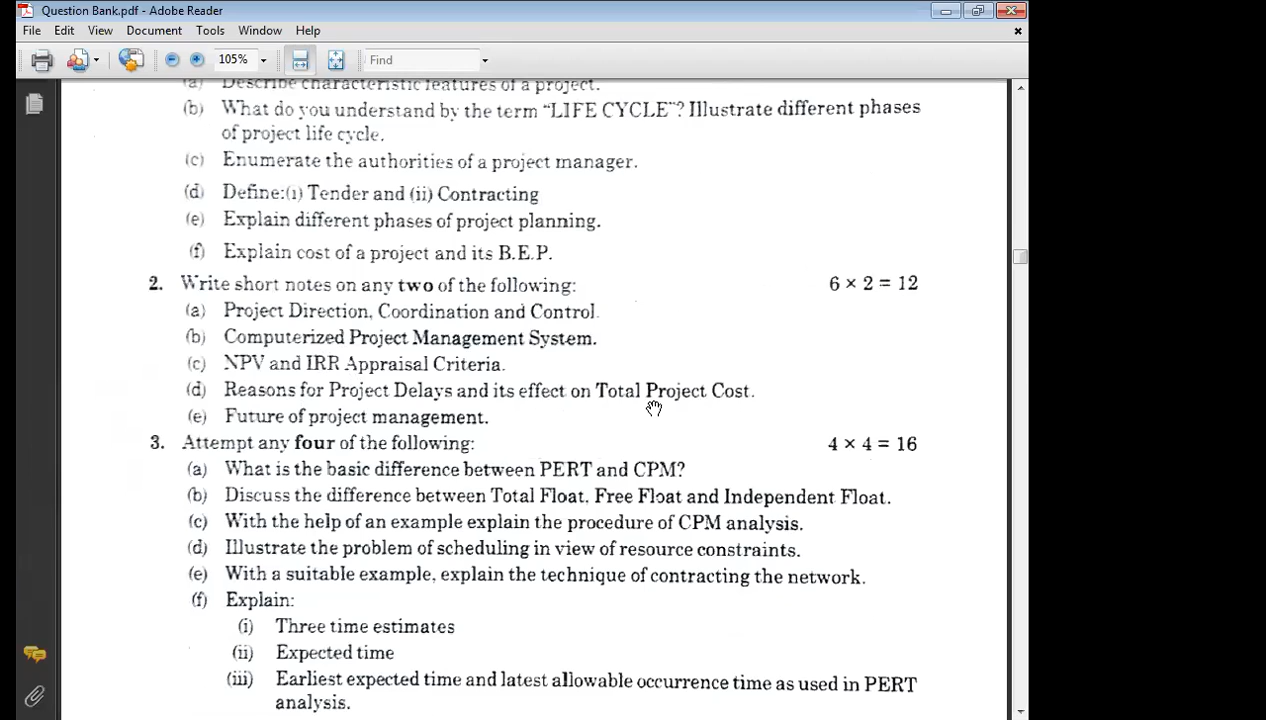 Question Bank.pdf - Adobe Reader
File Edit View Document Tools Window Help
105% Find
(a) Describe characteristic features of a project.
(b) What do you understand by the term "LIFE CYCLE"? Illustrate different phases
of project life cycle.
(c) Enumerate the authorities of a project manager.
(d) Define:(i) Tender and (ii) Contracting
(e) Explain different phases of project planning.
(f) Explain cost of a project and its B.E.P.
2. Write short notes on any two of the following: 6 × 2 = 12
(a) Project Direction, Coordination and Control.
(b) Computerized Project Management System.
(c) NPV and IRR Appraisal Criteria.
(d) Reasons for Project Delays and its effect on Total Project Cost.
(e) Future of project management.
3. Attempt any four of the following: 4 × 4 = 16
(a) What is the basic difference between PERT and CPM?
(b) Discuss the difference between Total Float, Free Float and Independent Float.
(c) With the help of an example explain the procedure of CPM analysis.
(d) Illustrate the problem of scheduling in view of resource constraints.
(e) With a suitable example, explain the technique of contracting the network.
(f) Explain:
(i) Three time estimates
(ii) Expected time
(iii) Earliest expected time and latest allowable occurrence time as used in PERT
analysis.